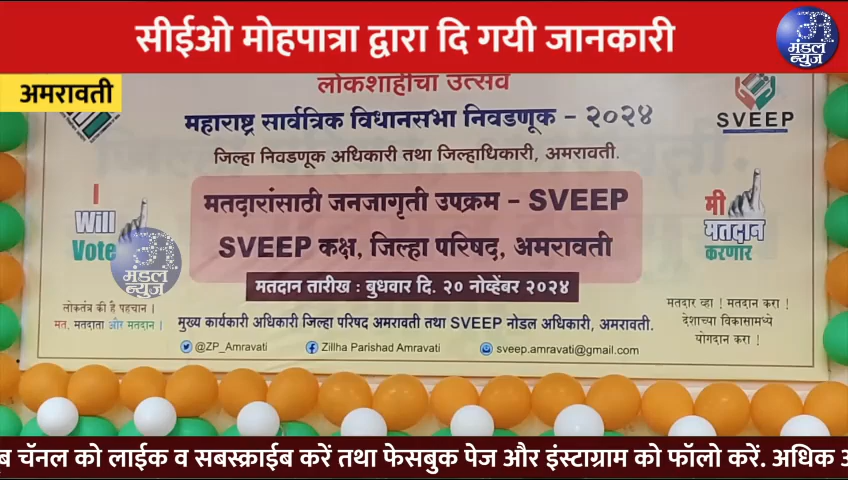 सीईओ मोहपात्रा द्वारा दि गयी जानकारी
मंडल न्युज
अमरावती
लोकशाहीचा उत्सव
महाराष्ट्र सार्वत्रिक विधानसभा निवडणूक - २०२४
SVEEP
जिल्हा निवडणूक अधिकारी तथा जिल्हाधिकारी, अमरावती.
I Will Vote
मतदारांसाठी जनजागृती उपक्रम - SVEEP
SVEEP कक्ष, जिल्हा परिषद, अमरावती
मी मतदान करणार
मंडल न्युज
मतदान तारीख : बुधवार दि. २० नोव्हेंबर २०२४
लोकतंत्र की है पहचान !
मत, मतदाता और मतदान !
मुख्य कार्यकारी अधिकारी जिल्हा परिषद अमरावती तथा SVEEP नोडल अधिकारी, अमरावती.
मतदार व्हा ! मतदान करा !
देशाच्या विकासामध्ये
योगदान करा !
@ZP_Amravati Zillha Parishad Amravati sveep.amravati@gmail.com
चॅनल को लाईक व सबस्क्राईब करें तथा फेसबुक पेज और इंस्टाग्राम को फॉलो करें. अधिक